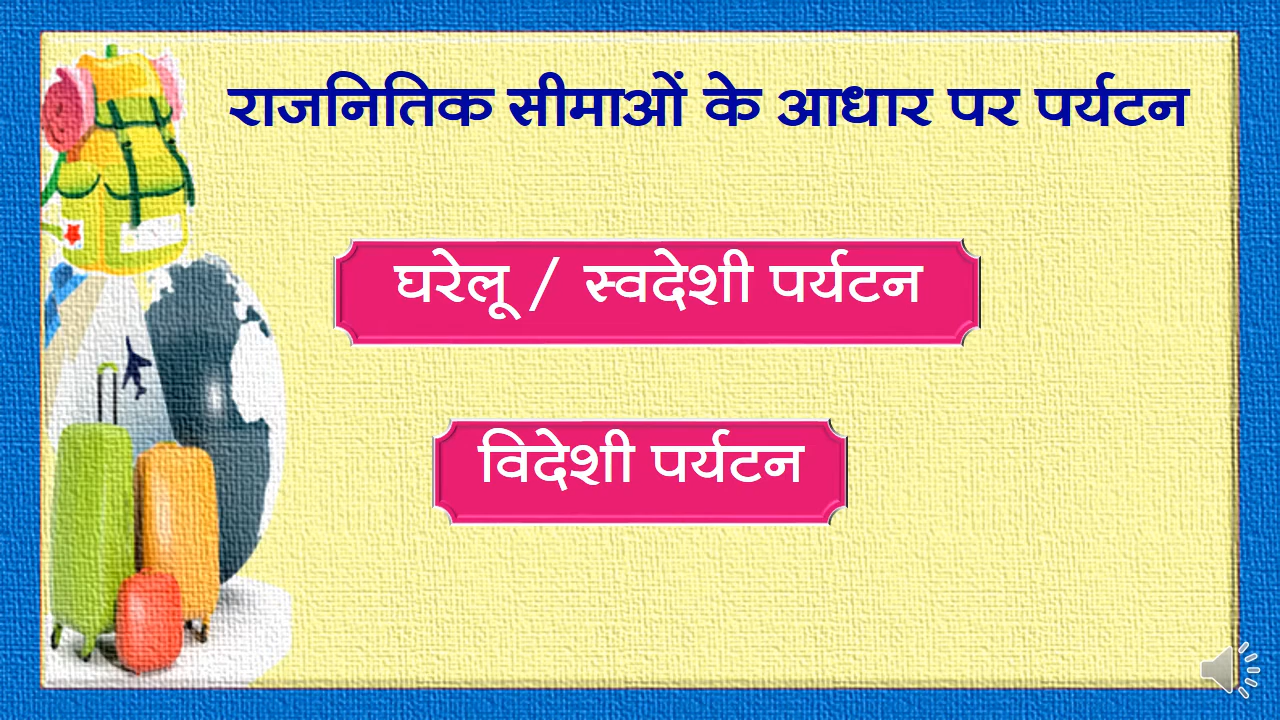 राजनितिक सीमाओं के आधार पर पर्यटन
घरेलू / स्वदेशी पर्यटन
विदेशी पर्यटन